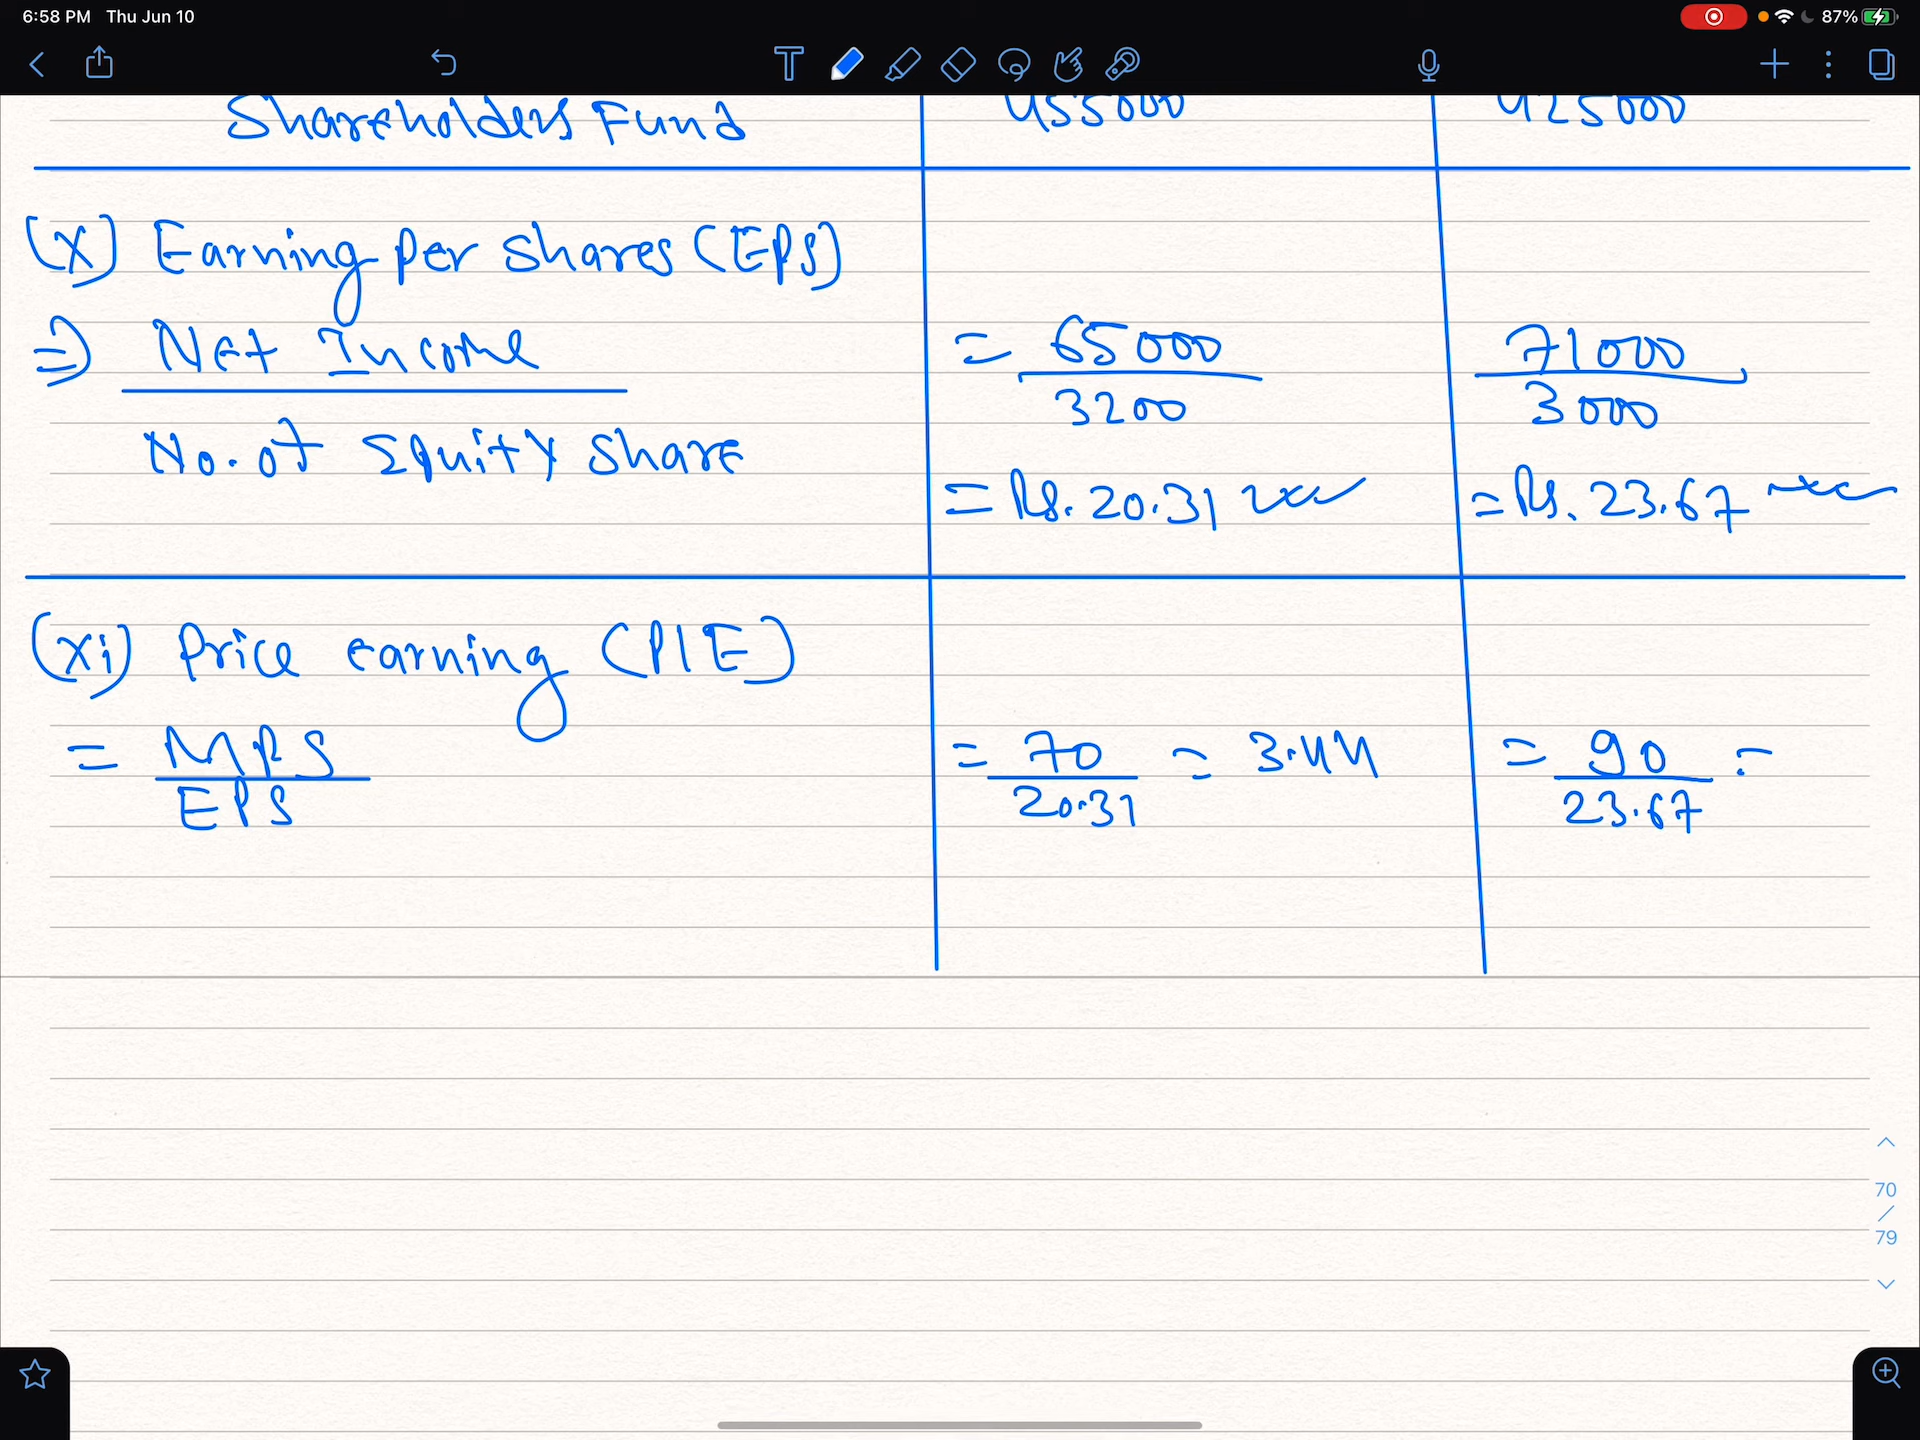 6:58 PM Thu Jun 10
87%
Shareholders Fund 455000 425000
(X) Earning Per Shares (EPS)
=) Net Income = 65000 71000
No. of Equity Share 3200 3000
= Rs. 20.31 = Rs. 23.67
(xi) Price earning (P/E)
= MPS = 70 = 3.44 = 90 =
EPS 20.31 23.67
70
/
79